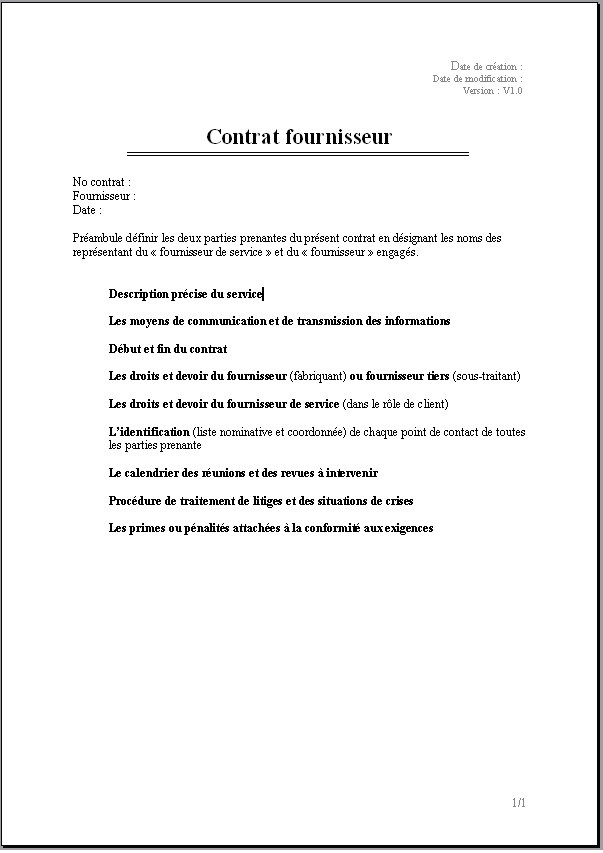 Date de création :
Date de modification :
Version : V1.0
Contrat fournisseur
No contrat :
Fournisseur :
Date :
Préambule définir les deux parties prenantes du présent contrat en désignant les noms des
représentant du « fournisseur de service » et du « fournisseur » engagés.
Description précise du service
Les moyens de communication et de transmission des informations
Début et fin du contrat
Les droits et devoir du fournisseur (fabriquant) ou fournisseur tiers (sous-traitant)
Les droits et devoir du fournisseur de service (dans le rôle de client)
L'identification (liste nominative et coordonnée) de chaque point de contact de toutes
les parties prenante
Le calendrier des réunions et des revues à intervenir
Procédure de traitement de litiges et des situations de crises
Les primes ou pénalités attachées à la conformité aux exigences
1/1